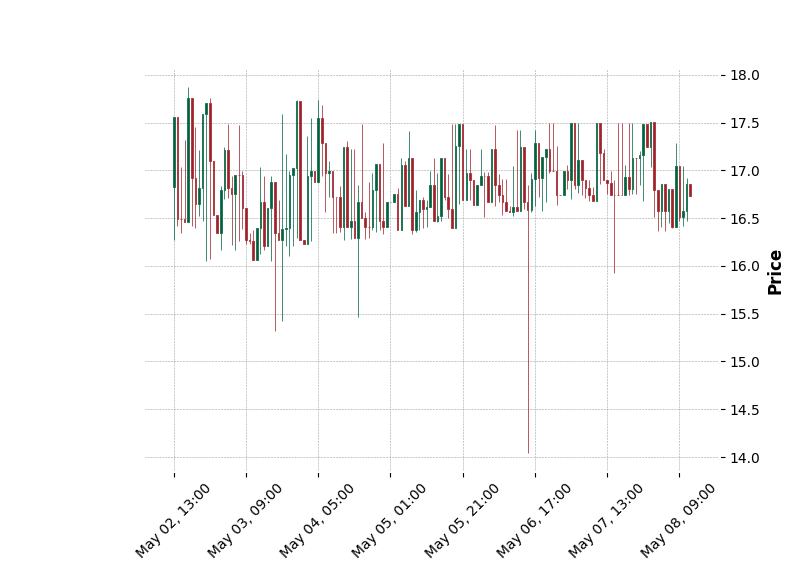 18.0
17.5
17.0
16.5
16.0
15.5
15.0
14.5
14.0
Price
May 02, 13:00
May 03, 09:00
May 04, 05:00
May 05, 01:00
May 05, 21:00
May 06, 17:00
May 07, 13:00
May 08, 09:00